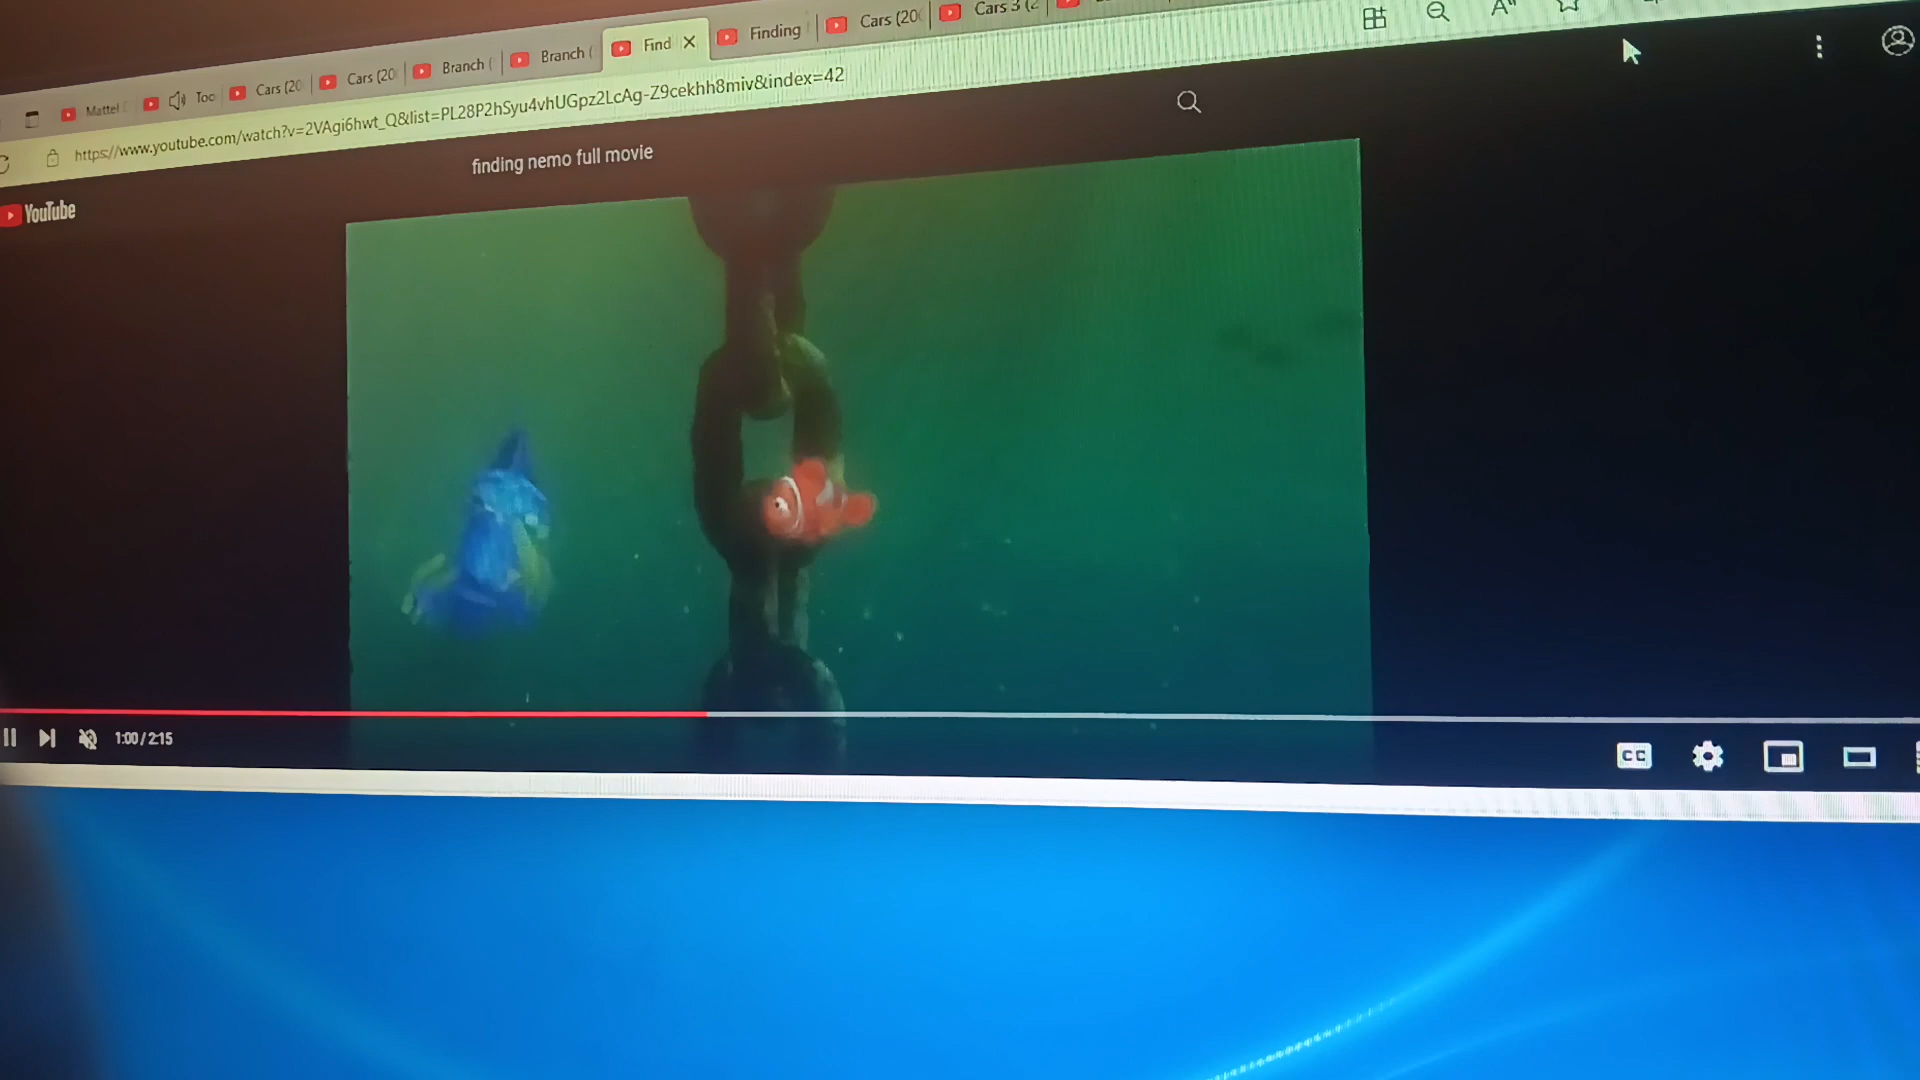 Mattel
Too
Cars (20
Cars (20
Branch (
Branch (
Find
Finding
Cars (20
Cars 3 (2
https://www.youtube.com/watch?v=2VAgi6hwt_Q&list=PL28P2hSyu4vhUGpz2LcAg-Z9cekhh8miv&index=42
YouTube
finding nemo full movie
1:00 / 2:15
CC